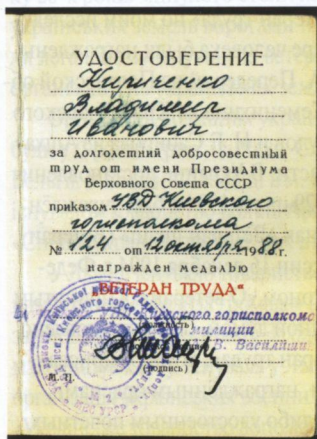 УДОСТОВЕРЕНИЕ
Кириченко
Владимир
Иванович
за долголетний добросовестный
труд от имени Президиума
Верховного Совета СССР
приказом УВД Киевского
горисполкома
№ 124 от 12 октября 1988 г.
награжден медалью
"ВЕТЕРАН ТРУДА"
горисполкома
(должность)
милиции
В.
(подпись)
М. П.